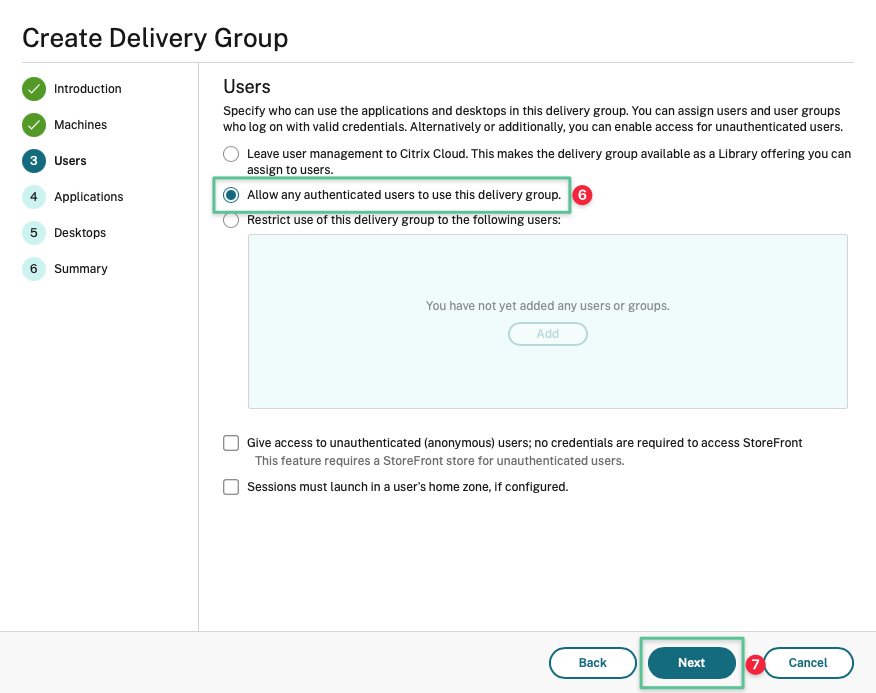 Create Delivery Group
Introduction
Machines
3 Users
4 Applications
5 Desktops
6 Summary
Users
Specify who can use the applications and desktops in this delivery group. You can assign users and user groups
who log on with valid credentials. Alternatively or additionally, you can enable access for unauthenticated users.
Leave user management to Citrix Cloud. This makes the delivery group available as a Library offering you can
assign to users.
Allow any authenticated users to use this delivery group. 6
Restrict use of this delivery group to the following users:
You have not yet added any users or groups.
Add
Give access to unauthenticated (anonymous) users; no credentials are required to access StoreFront
This feature requires a StoreFront store for unauthenticated users.
Sessions must launch in a user's home zone, if configured.
Back Next 7 Cancel